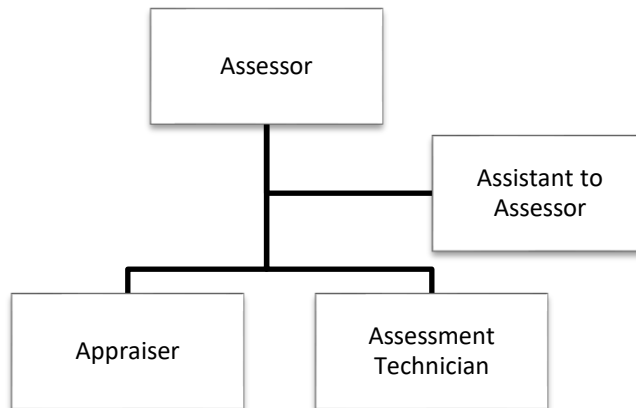 Assessor
Assistant to
Assessor
Appraiser
Assessment
Technician